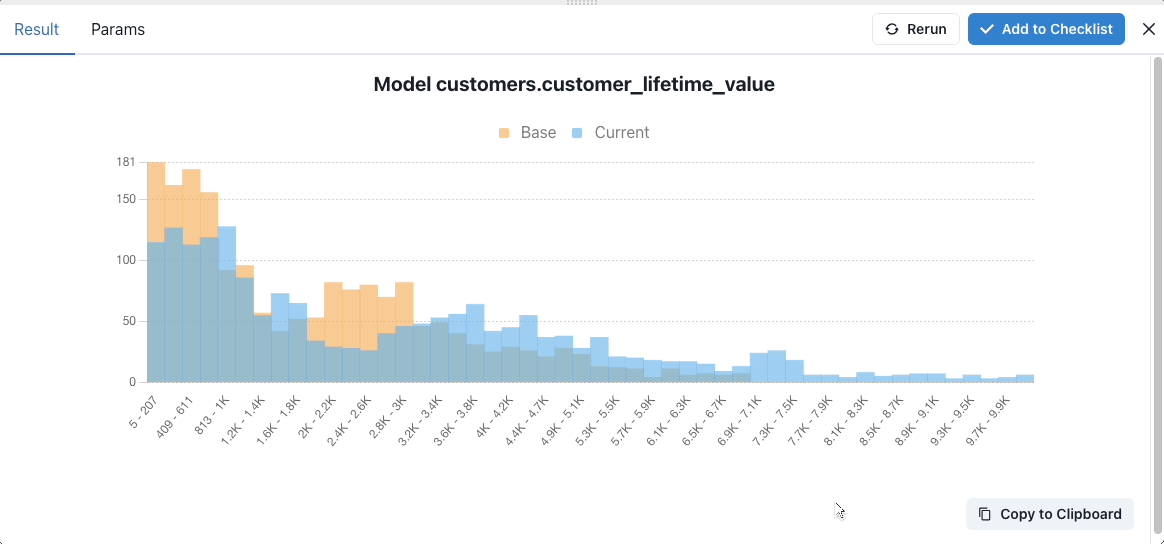 Result Params Rerun Add to Checklist
Model customers.customer_lifetime_value
Base Current
181
150
100
50
0
5 - 207 409 - 611 813 - 1K 1.2K - 1.4K 1.6K - 1.8K 2K - 2.2K 2.4K - 2.6K 2.8K - 3K 3.2K - 3.4K 3.6K - 3.8K 4K - 4.2K 4.4K - 4.7K 4.9K - 5.1K 5.3K - 5.5K 5.7K - 5.9K 6.1K - 6.3K 6.5K - 6.7K 6.9K - 7.1K 7.3K - 7.5K 7.7K - 7.9K 8.1K - 8.3K 8.5K - 8.7K 8.9K - 9.1K 9.3K - 9.5K 9.7K - 9.9K
Copy to Clipboard